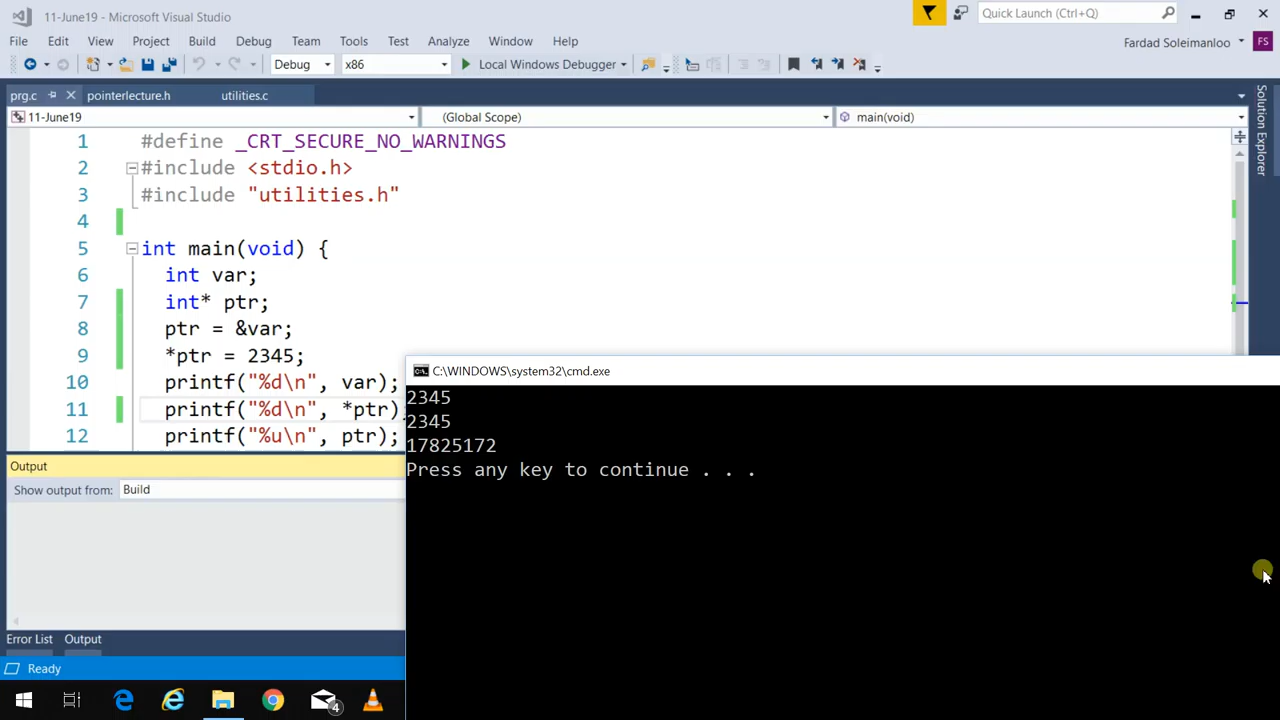 11-June19 - Microsoft Visual Studio
Quick Launch (Ctrl+Q)
File Edit View Project Build Debug Team Tools Test Analyze Window Help
Fardad Soleimanloo FS
Debug x86 Local Windows Debugger
prg.c pointerlecture.h utilities.c
Solution Explorer
11-June19 (Global Scope) main(void)
1 #define _CRT_SECURE_NO_WARNINGS
2 #include <stdio.h>
3 #include "utilities.h"
4
5 int main(void) {
6 int var;
7 int* ptr;
8 ptr = &var;
9 *ptr = 2345;
10 printf("%d\n", var);
11 printf("%d\n", *ptr)
12 printf("%u\n", ptr);
Output
Show output from: Build
Error List Output
Ready
C:\WINDOWS\system32\cmd.exe
2345
2345
17825172
Press any key to continue . . .
4